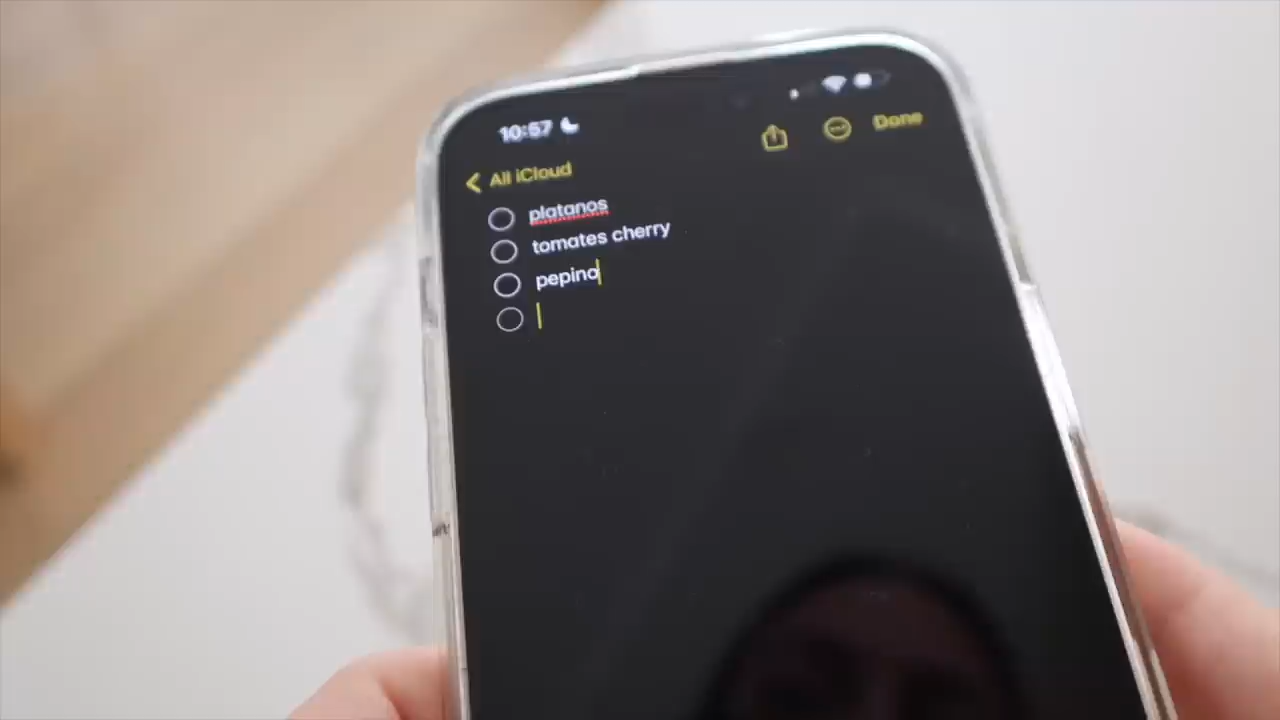 10:57
Done
All iCloud
platanos
tomates cherry
pepino